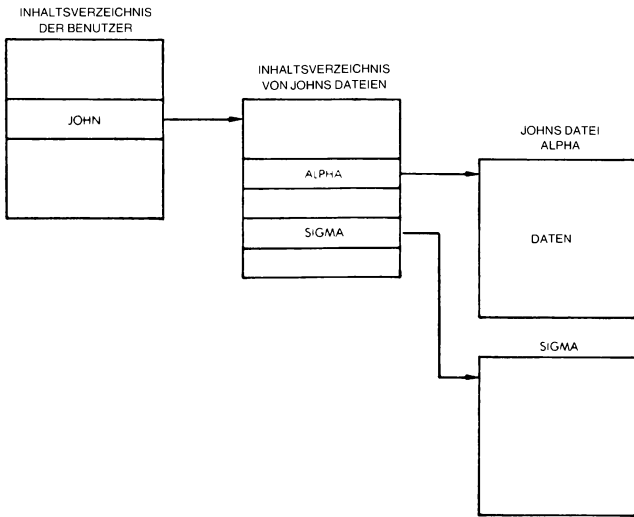 INHALTSVERZEICHNIS
DER BENUTZER
JOHN
INHALTSVERZEICHNIS
VON JOHNS DATEIEN
ALPHA
SIGMA
JOHNS DATEI
ALPHA
DATEN
SIGMA